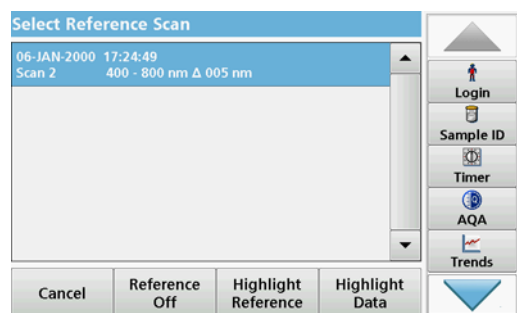 Select Reference Scan
06-JAN-2000 17:24:49
Scan 2 400 - 800 nm Δ 005 nm
Login
Sample ID
Timer
AQA
Trends
Cancel
Reference
Off
Highlight
Reference
Highlight
Data